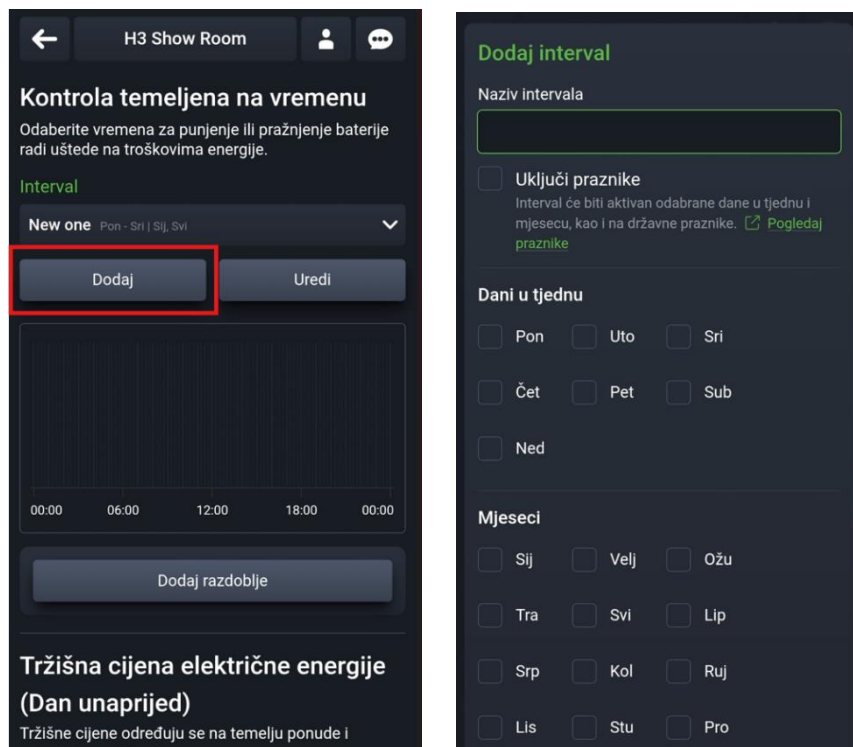 H3 Show Room
Kontrola temeljena na vremenu
Odaberite vremena za punjenje ili pražnjenje baterije
radi uštede na troškovima energije.
Interval
New one Pon - Sri | Sij, Svi
Dodaj Uredi
00:00 06:00 12:00 18:00 00:00
Dodaj razdoblje
Tržišna cijena električne energije
(Dan unaprijed)
Tržišne cijene određuju se na temelju ponude i
Dodaj interval
Naziv intervala
Uključi praznike
Interval će biti aktivan odabrane dane u tjednu i
mjesecu, kao i na državne praznike. Pogledaj
praznike
Dani u tjednu
Pon Uto Sri
Čet Pet Sub
Ned
Mjeseci
Sij Velj Ožu
Tra Svi Lip
Srp Kol Ruj
Lis Stu Pro